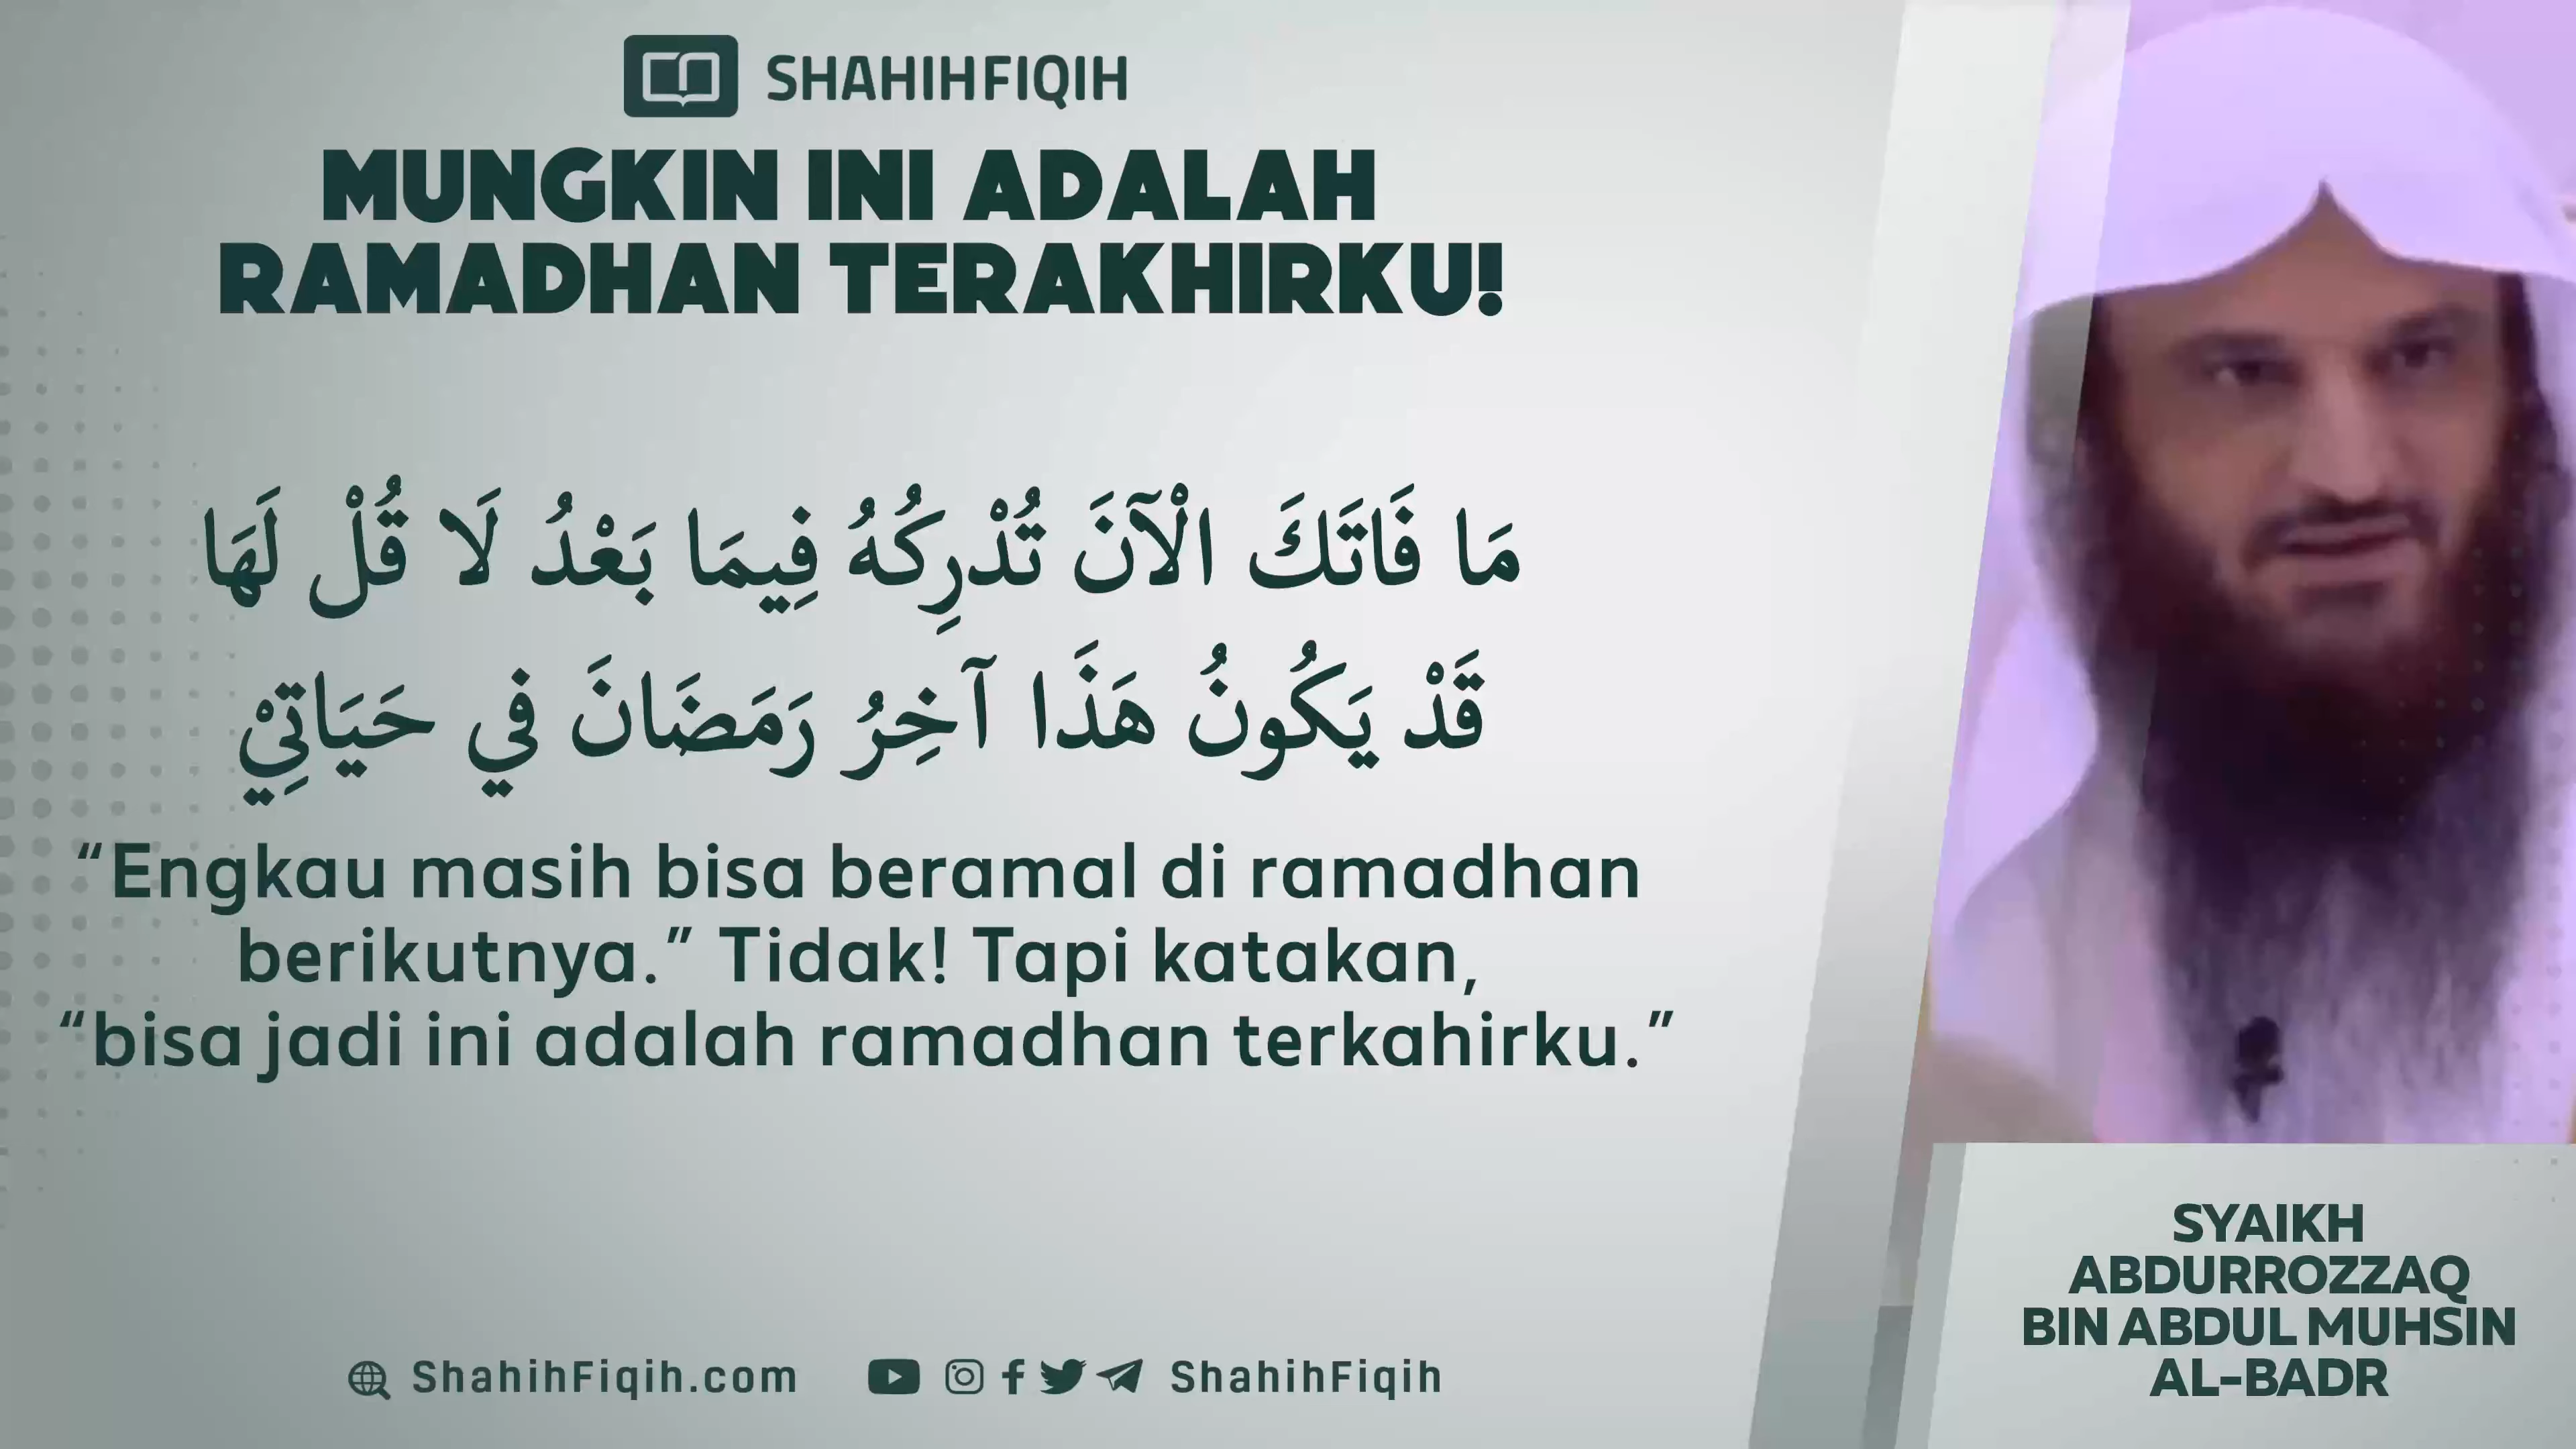 SHAHIHFIQIH
MUNGKIN INI ADALAH
RAMADHAN TERAKHIRKU!
مَا فَاتَكَ الْآنَ تُدْرِكُهُ فِيمَا بَعْدُ لَا قُلْ لَهَا
قَدْ يَكُونُ هَذَا آخِرُ رَمَضَانَ فِي حَيَاتِيْ
“Engkau masih bisa beramal di ramadhan
berikutnya.” Tidak! Tapi katakan,
“bisa jadi ini adalah ramadhan terkahirku.”
ShahihFiqih.com ShahihFiqih
SYAIKH
ABDURROZZAQ
BIN ABDUL MUHSIN
AL-BADR